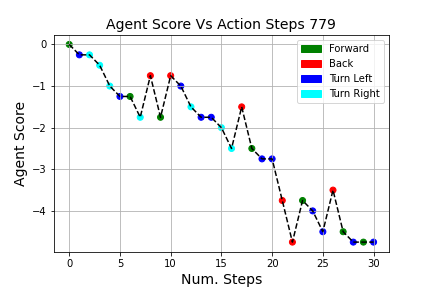 Agent Score Vs Action Steps 779
Forward
Back
Turn Left
Turn Right
Agent Score
0
−1
−2
−3
−4
0 5 10 15 20 25 30
Num. Steps